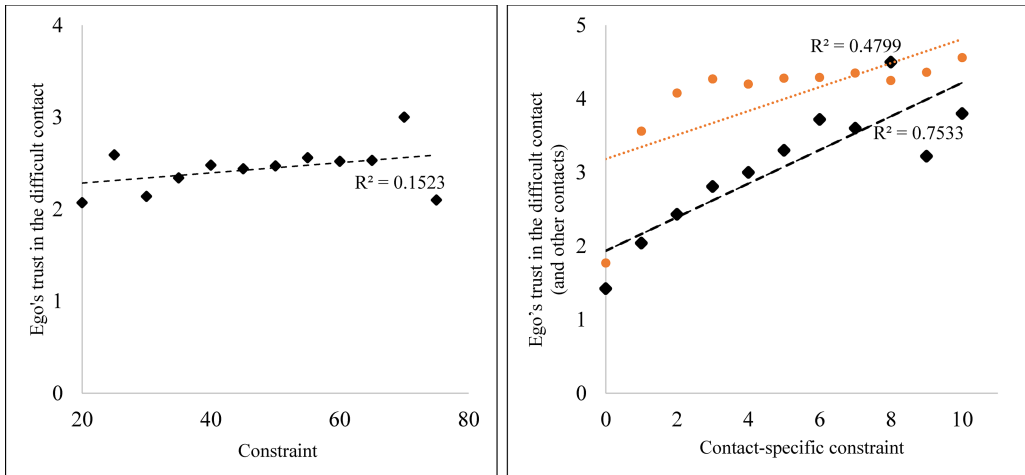 4
3
2
1
0
20
40
60
80
Ego's trust in the difficult contact
Constraint
R² = 0.1523
5
4
3
2
1
0
0
2
4
6
8
10
Ego's trust in the difficult contact
(and other contacts)
Contact-specific constraint
R² = 0.4799
R² = 0.7533